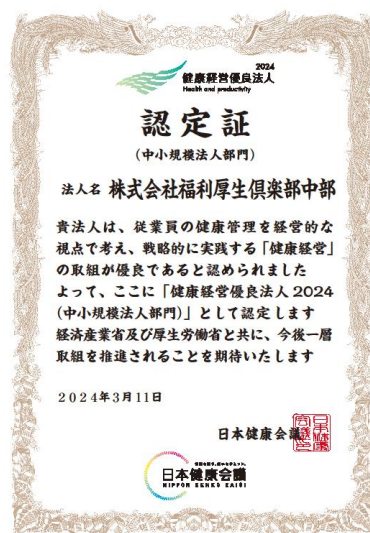 2024
健康経営優良法人
Health and productivity
認定証
(中小規模法人部門)
法人名 株式会社福利厚生倶楽部中部
貴法人は、従業員の健康管理を経営的な
視点で考え、戦略的に実践する「健康経営」
の取組が優良であると認められました
よって、ここに「健康経営優良法人2024
(中小規模法人部門)」として認定します
経済産業省及び厚生労働省と共に、今後一層
取組を推進されることを期待いたします
2024年3月11日
日本健康会議
日本健康会議
NIPPON KENKO KAIGI